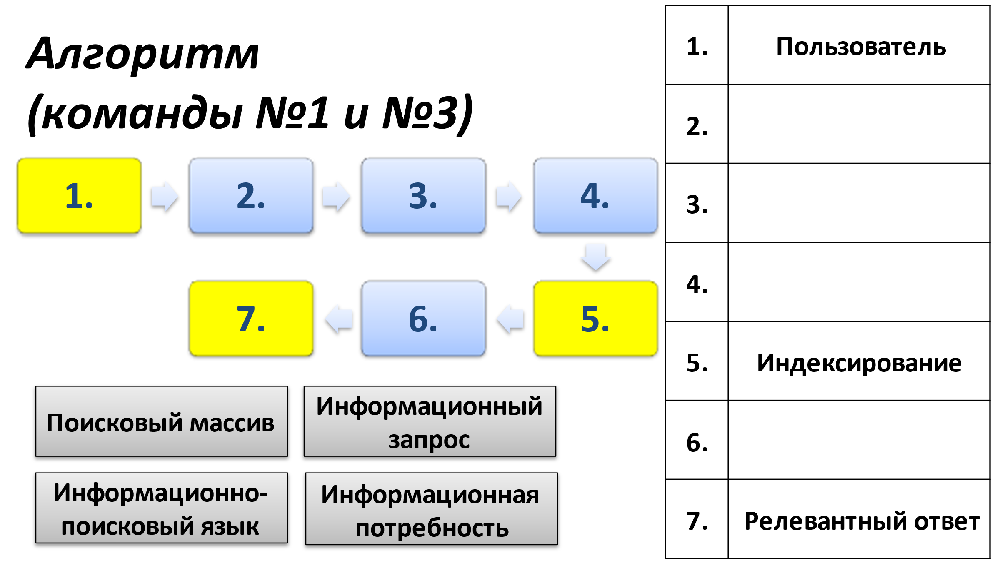 Алгоритм
(команды №1 и №3)
1.
2.
3.
4.
7.
6.
5.
Поисковый массив
Информационный
запрос
Информационно-
поисковый язык
Информационная
потребность
1. Пользователь
2.
3.
4.
5. Индексирование
6.
7. Релевантный ответ